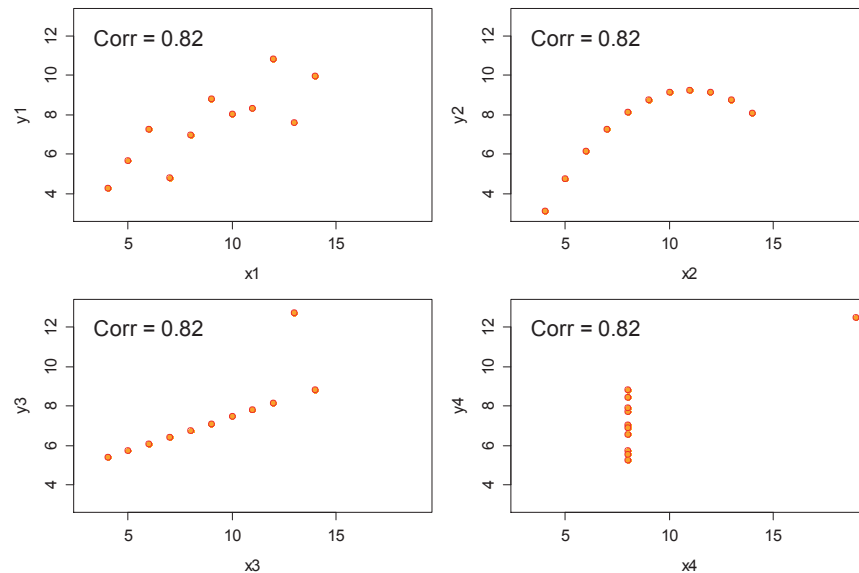 Corr = 0.82
4 6 8 10 12
y1
5 10 15
x1
Corr = 0.82
4 6 8 10 12
y2
5 10 15
x2
Corr = 0.82
4 6 8 10 12
y3
5 10 15
x3
Corr = 0.82
4 6 8 10 12
y4
5 10 15
x4